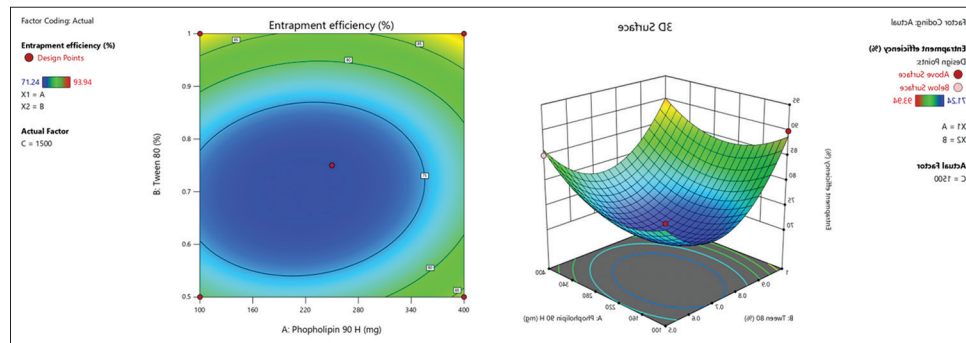 Factor Coding: Actual
Entrapment efficiency (%)
Design Points
71.24 93.94
X1 = A
X2 = B
Actual Factor
C = 1500
Entrapment efficiency (%)
B: Tween 80 (%)
1
0.9
0.8
0.7
0.6
0.5
100
160
220
280
340
400
A: Phopholipin 90 H (mg)
3D Surface
Entrapment efficiency (%)
95
90
85
80
75
70
400
340
280
220
160
100
A: Phopholipin 90 H (mg)
1
0.9
0.8
0.7
0.6
0.5
B: Tween 80 (%)
Factor Coding: Actual
Entrapment efficiency (%)
Design Points:
Above Surface
Below Surface
71.24 93.94
X1 = A
X2 = B
Actual Factor
C = 1500